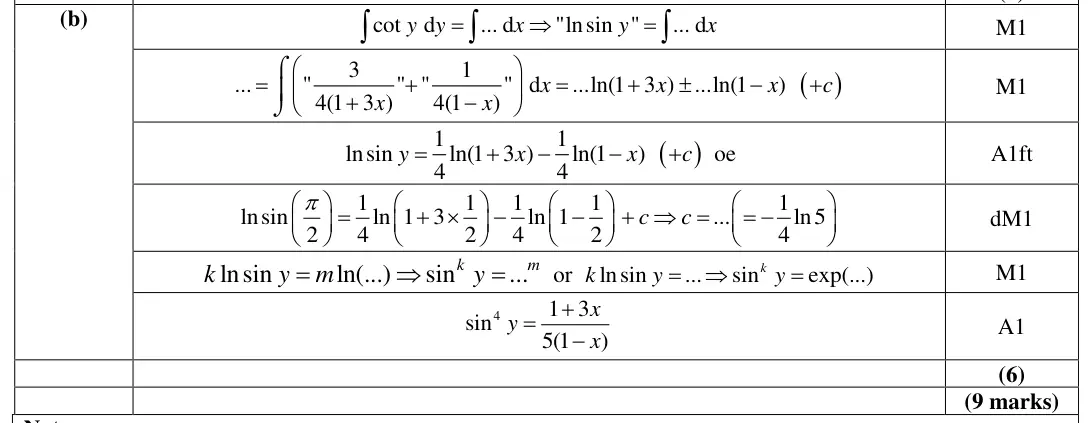 (b) ∫cot y dy = ∫... dx ⇒ "ln sin y" = ∫... dx M1
... = ∫("3/4(1+3x)" + "1/4(1−x)") dx = ...ln(1+3x) ± ...ln(1−x) (+c) M1
ln sin y = 1/4 ln(1+3x) − 1/4 ln(1−x) (+c) oe A1ft
ln sin(π/2) = 1/4 ln(1+3×1/2) − 1/4 ln(1−1/2) + c ⇒ c = ...(= −1/4 ln 5) dM1
k ln sin y = m ln(...) ⇒ sin^k y = ...^m or k ln sin y = ... ⇒ sin^k y = exp(...) M1
sin^4 y = (1+3x)/5(1−x) A1
(6)
(9 marks)